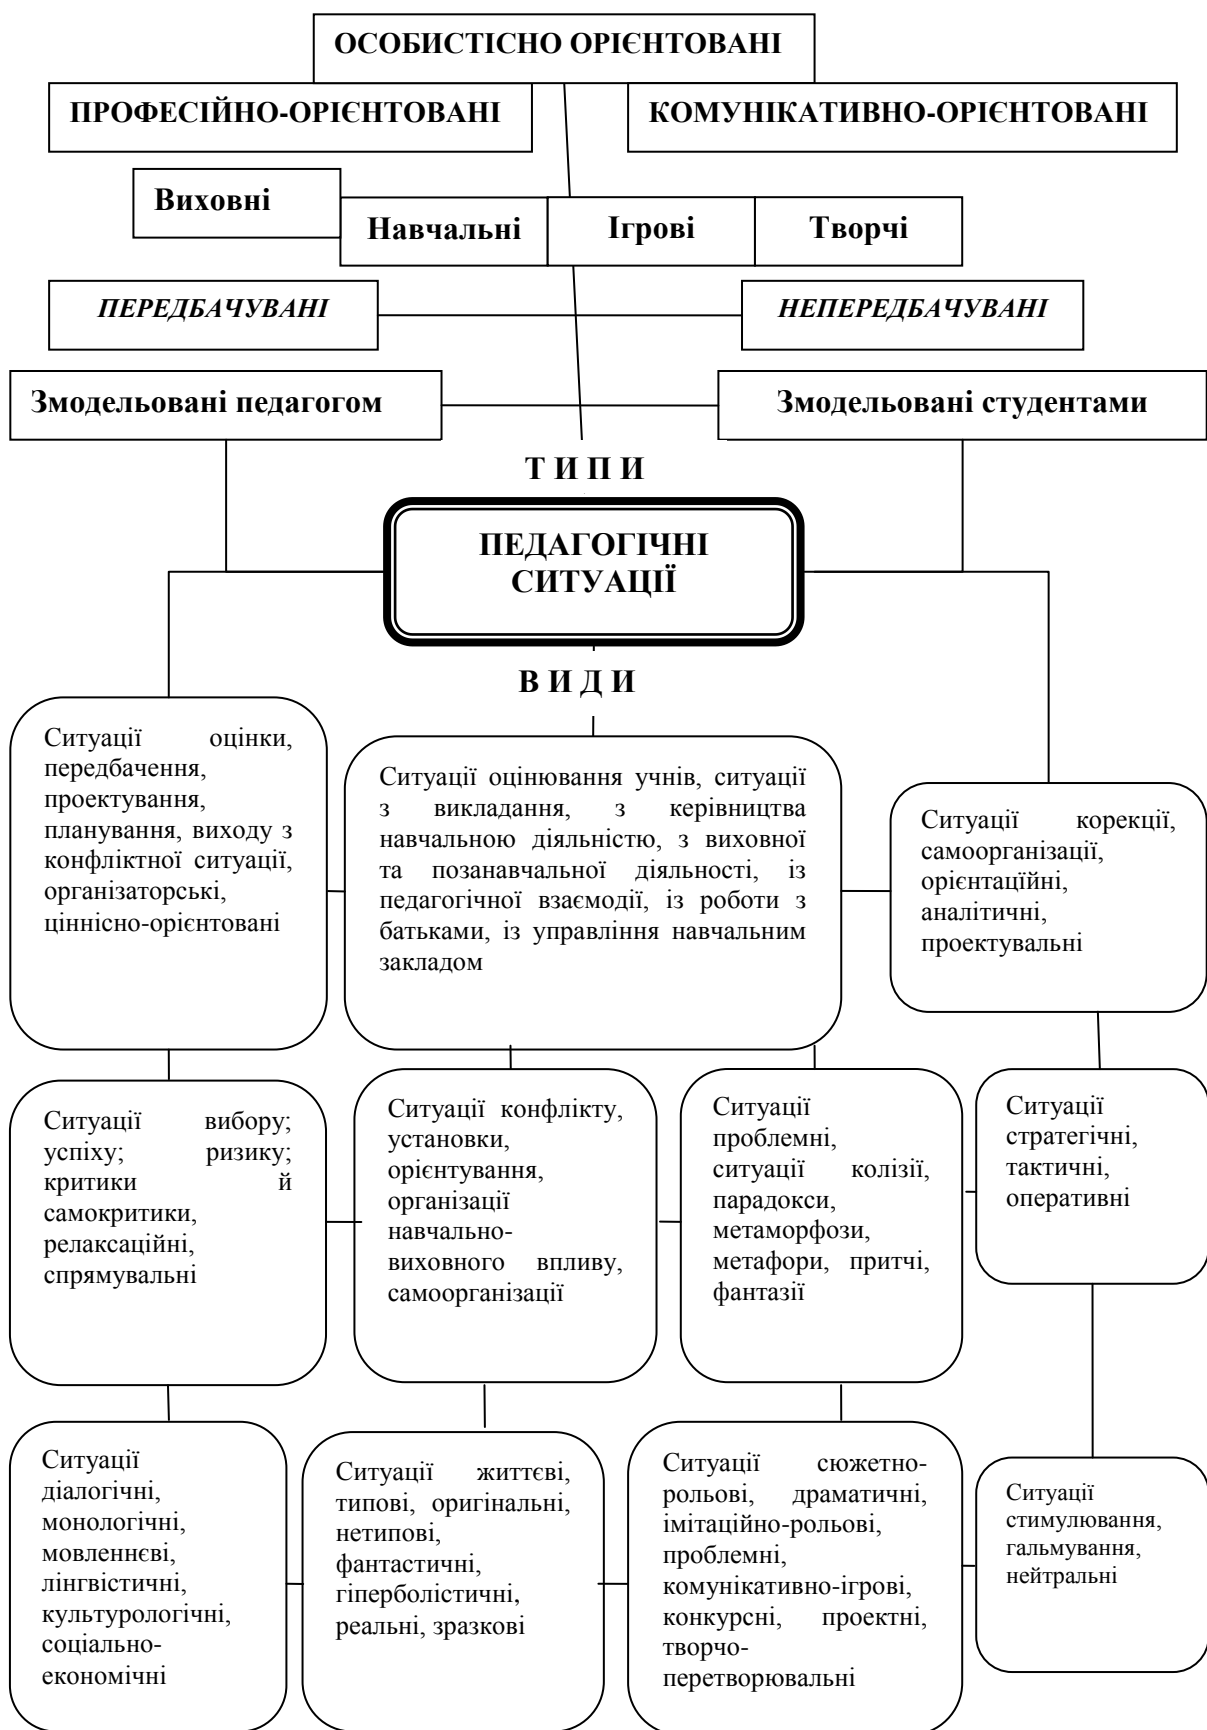 ОСОБИСТІСНО ОРІЄНТОВАНІ
ПРОФЕСІЙНО-ОРІЄНТОВАНІ
КОМУНІКАТИВНО-ОРІЄНТОВАНІ
Виховні
Навчальні
Ігрові
Творчі
ПЕРЕДБАЧУВАНІ
НЕПЕРЕДБАЧУВАНІ
Змодельовані педагогом
Змодельовані студентами
Т И П И
ПЕДАГОГІЧНІ
СИТУАЦІЇ
В И Д И
Ситуації оцінки,
передбачення,
проектування,
планування, виходу з
конфліктної ситуації,
організаторські,
ціннісно-орієнтовані
Ситуації оцінювання учнів, ситуації
з викладання, з керівництва
навчальною діяльністю, з виховної
та позанавчальної діяльності, із
педагогічної взаємодії, із роботи з
батьками, із управління навчальним
закладом
Ситуації корекції,
самоорганізації,
орієнтаційні,
аналітичні,
проектувальні
Ситуації вибору;
успіху; ризику;
критики й
самокритики,
релаксаційні,
спрямувальні
Ситуації конфлікту,
установки,
орієнтування,
організації
навчально-
виховного впливу,
самоорганізації
Ситуації
проблемні,
ситуації колізії,
парадокси,
метаморфози,
метафори, притчі,
фантазії
Ситуації
стратегічні,
тактичні,
оперативні
Ситуації
діалогічні,
монологічні,
мовленнєві,
лінгвістичні,
культурологічні,
соціально-
економічні
Ситуації життєві,
типові, оригінальні,
нетипові,
фантастичні,
гіперболістичні,
реальні, зразкові
Ситуації сюжетно-
рольові, драматичні,
імітаційно-рольові,
проблемні,
комунікативно-ігрові,
конкурсні, проектні,
творчо-
перетворювальні
Ситуації
стимулювання,
гальмування,
нейтральні